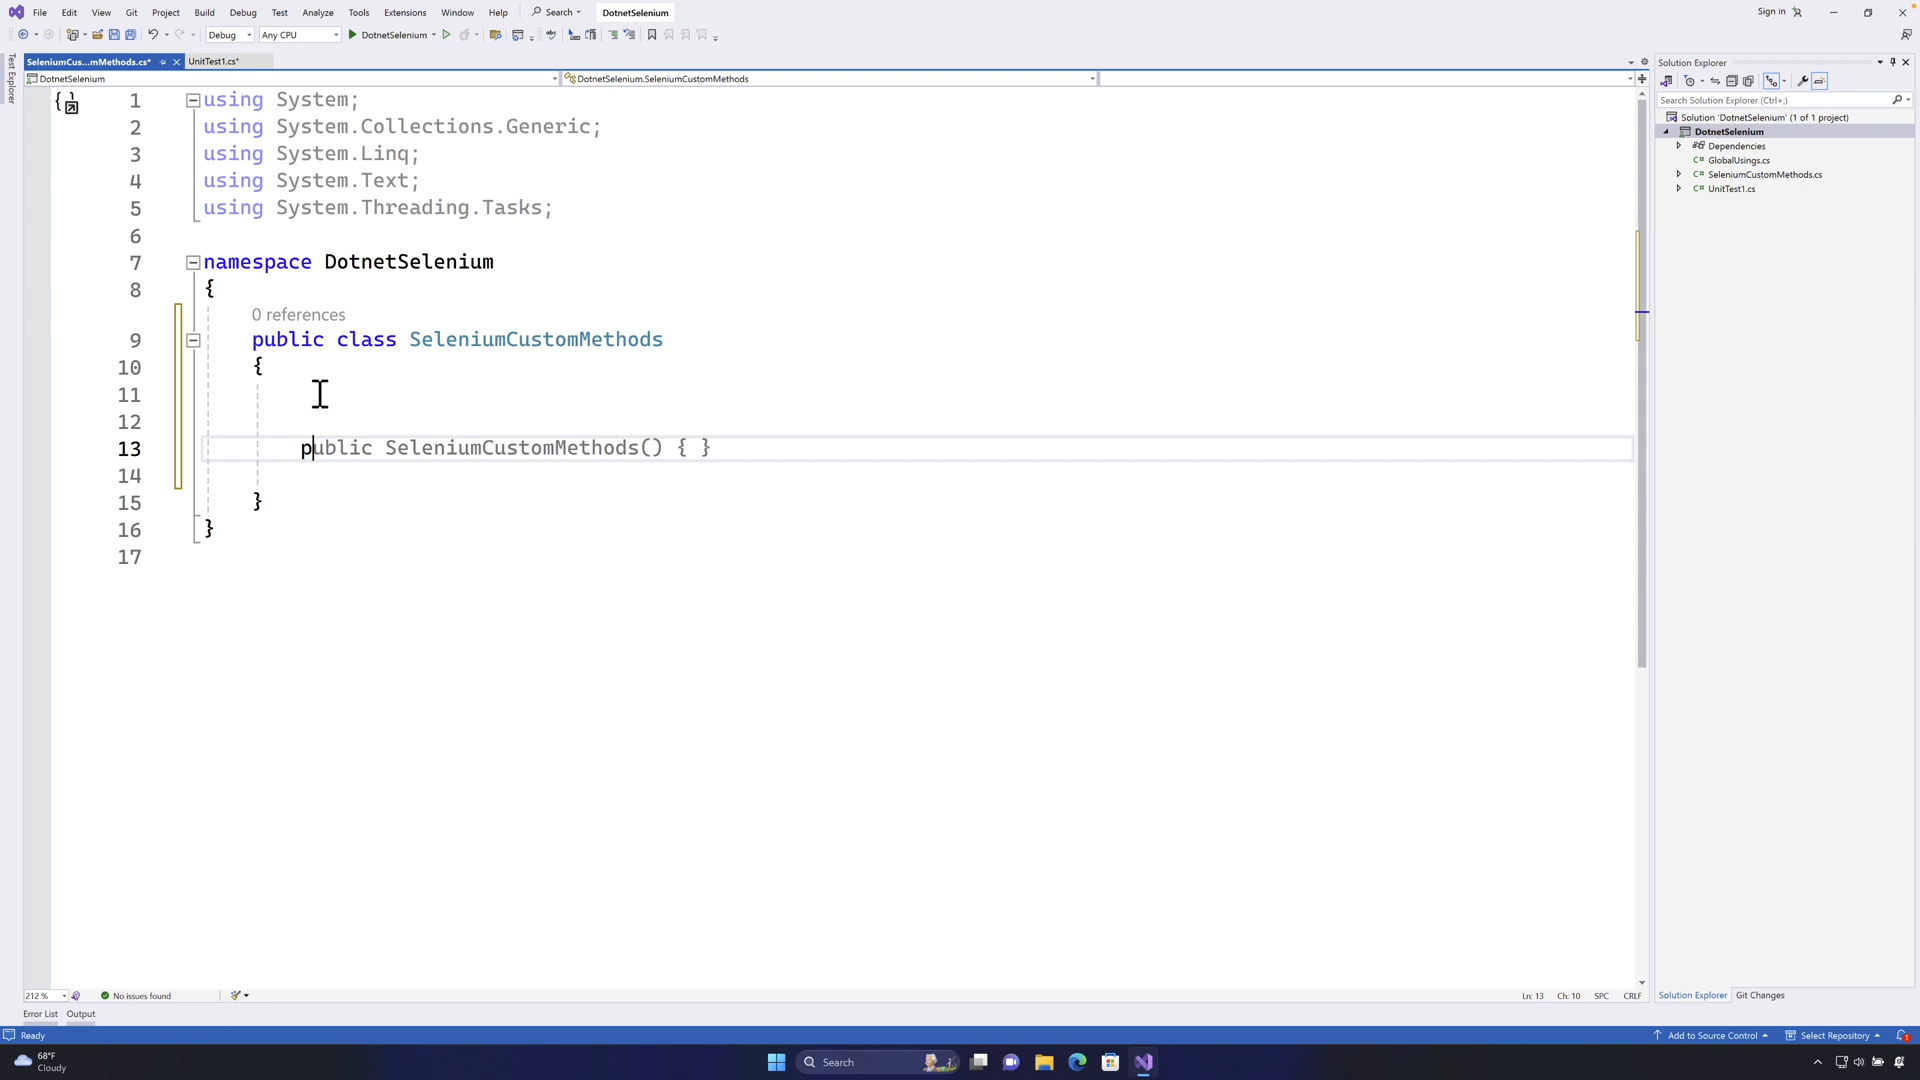 File Edit View Git Project Build Debug Test Analyze Tools Extensions Window Help Search DotnetSelenium Sign in
Debug Any CPU DotnetSelenium
Test Explorer
SeleniumCus...mMethods.cs* UnitTest1.cs*
DotnetSelenium DotnetSelenium.SeleniumCustomMethods
1 using System;
2 using System.Collections.Generic;
3 using System.Linq;
4 using System.Text;
5 using System.Threading.Tasks;
6
7 namespace DotnetSelenium
8 {
0 references
9 public class SeleniumCustomMethods
10 {
11
12
13 public SeleniumCustomMethods() { }
14
15 }
16 }
17
Solution Explorer
Search Solution Explorer (Ctrl+;)
Solution 'DotnetSelenium' (1 of 1 project)
DotnetSelenium
Dependencies
C# GlobalUsings.cs
C# SeleniumCustomMethods.cs
C# UnitTest1.cs
212 % No issues found Ln: 13 Ch: 10 SPC CRLF
Solution Explorer Git Changes
Error List Output
Ready Add to Source Control Select Repository 1
68°F
Cloudy
Search